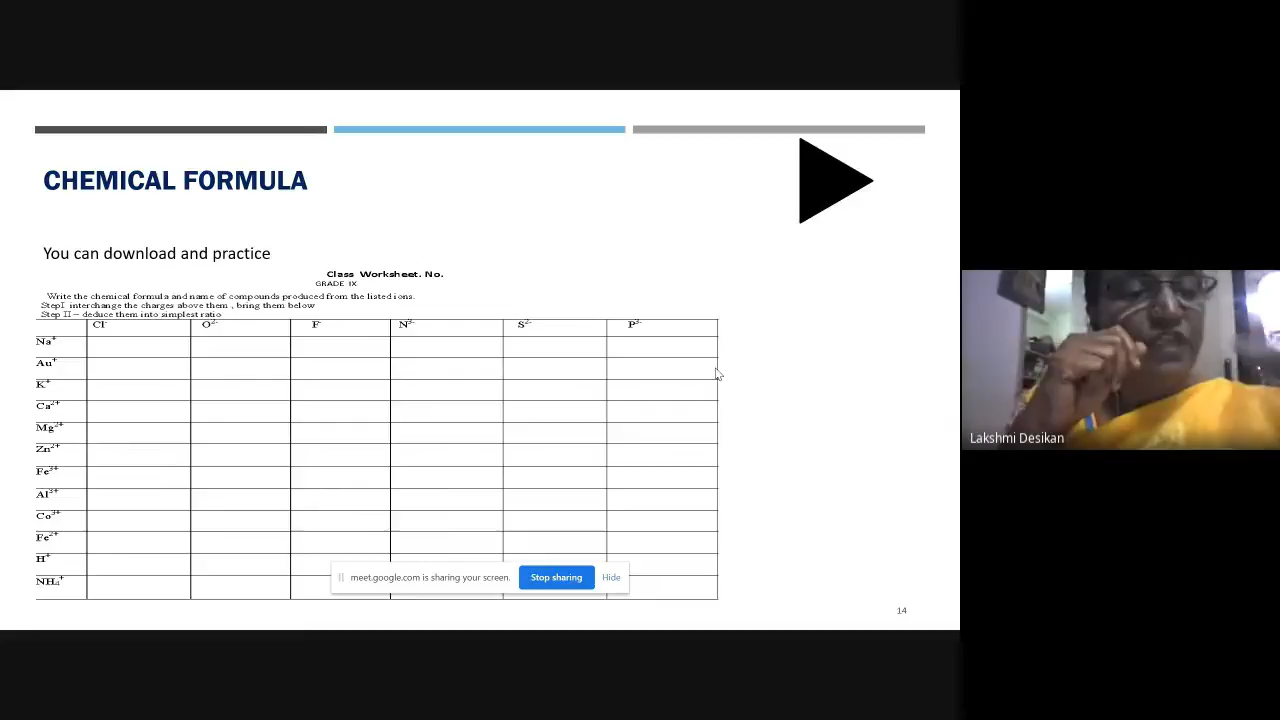 CHEMICAL FORMULA
You can download and practice
Class Worksheet. No.
GRADE IX
Write the chemical formula and name of compounds produced from the listed ions.
StepI interchange the charges above them , bring them below
Step II – deduce them into simplest ratio
Cl⁻ O²⁻ F⁻ N³⁻ S²⁻ P³⁻
Na⁺
Au⁺
K⁺
Ca²⁺
Mg²⁺
Zn²⁺
Fe³⁺
Al³⁺
Co³⁺
Fe²⁺
H⁺
NH₄⁺
meet.google.com is sharing your screen. Stop sharing Hide
14
Lakshmi Desikan